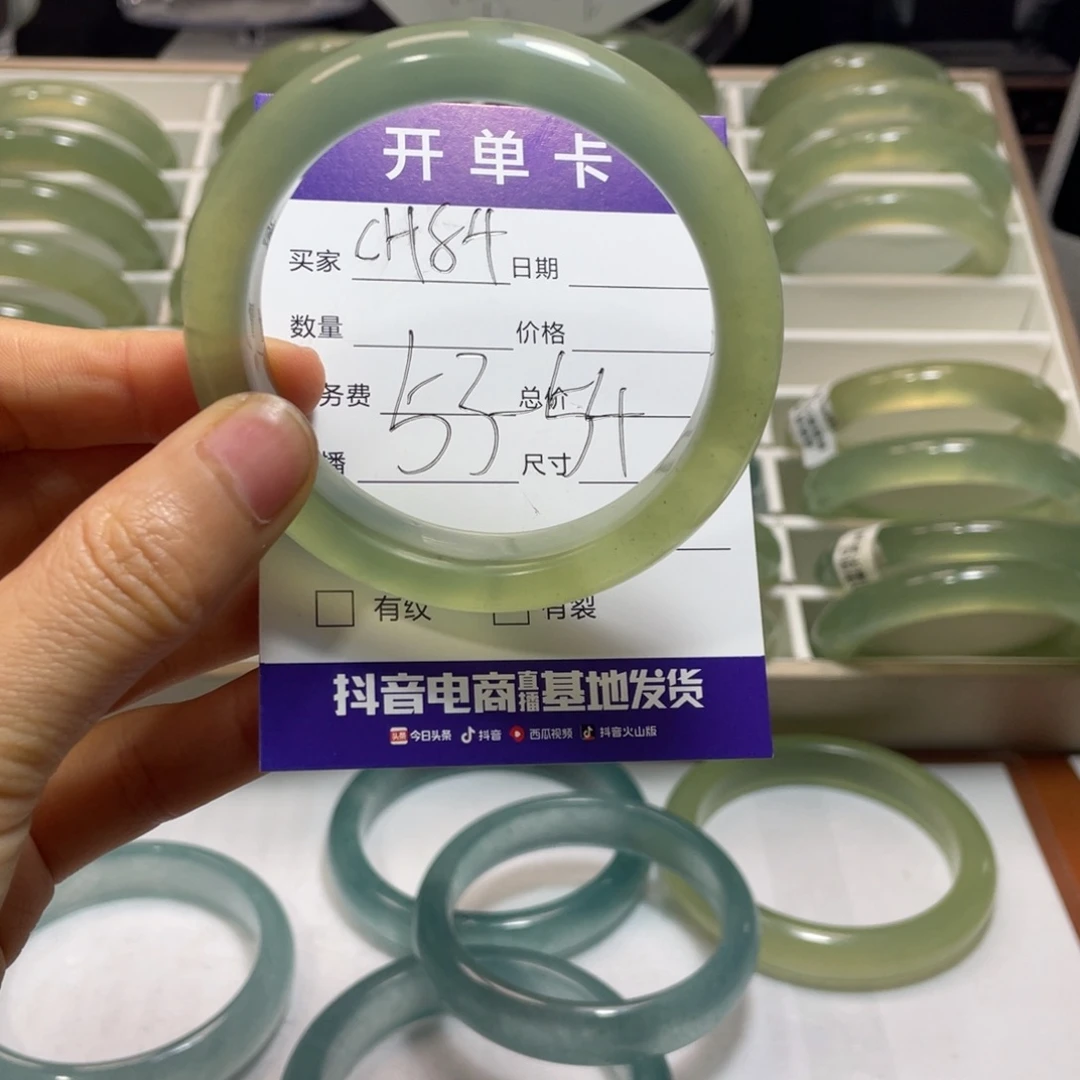 开单卡
买家 CH84 日期
数量 价格
务费 总价
53-54
播 尺寸
有纹 有裂
抖音电商直播基地发货
头条 今日头条 抖音 西瓜视频 抖音火山版